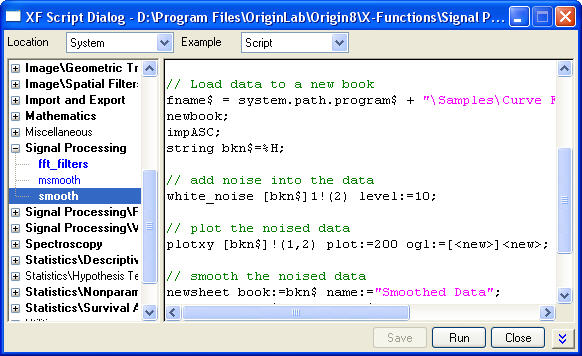 XF Script Dialog - D:\Program Files\OriginLab\Origin8\X-Functions\Signal P...
Location System Example Script
Image\Geometric Tr
Image\Spatial Filters
Import and Export
Mathematics
Miscellaneous
Signal Processing
fft_filters
msmooth
smooth
Signal Processing\F
Signal Processing\W
Spectroscopy
Statistics\Descriptiv
Statistics\Hypothesis Te
Statistics\Nonparam
Statistics\Survival A
// Load data to a new book
fname$ = system.path.program$ + "\Samples\Curve F
newbook;
impASC;
string bkn$=%H;
// add noise into the data
white_noise [bkn$]1!(2) level:=10;
// plot the noised data
plotxy [bkn$]!(1,2) plot:=200 ogl:=[<new>]<new>;
// smooth the noised data
newsheet book:=bkn$ name:="Smoothed Data";
Save Run Close